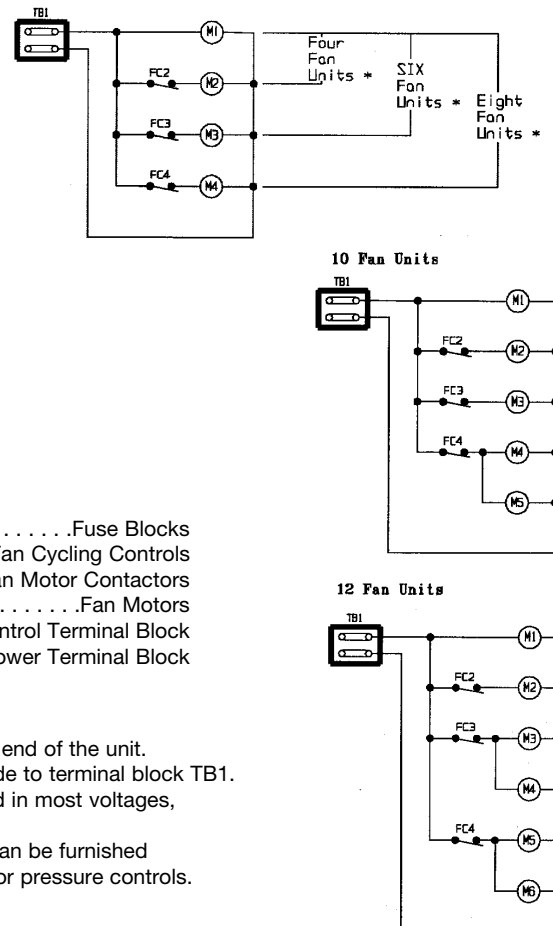 TB1
M1
Four
Fan
Units *
SIX
Fan
Units *
Eight
Fan
Units *
FC2
M2
FC3
M3
FC4
M4
10 Fan Units
TB1
M1
FC2
M2
FC3
M3
FC4
M4
M5
. . . . . .Fuse Blocks
an Cycling Controls
an Motor Contactors
. . . . . . . .Fan Motors
ntrol Terminal Block
ower Terminal Block
12 Fan Units
TB1
M1
FC2
M2
FC3
M3
M4
FC4
M5
M6
end of the unit.
de to terminal block TB1.
d in most voltages,
an be furnished
or pressure controls.